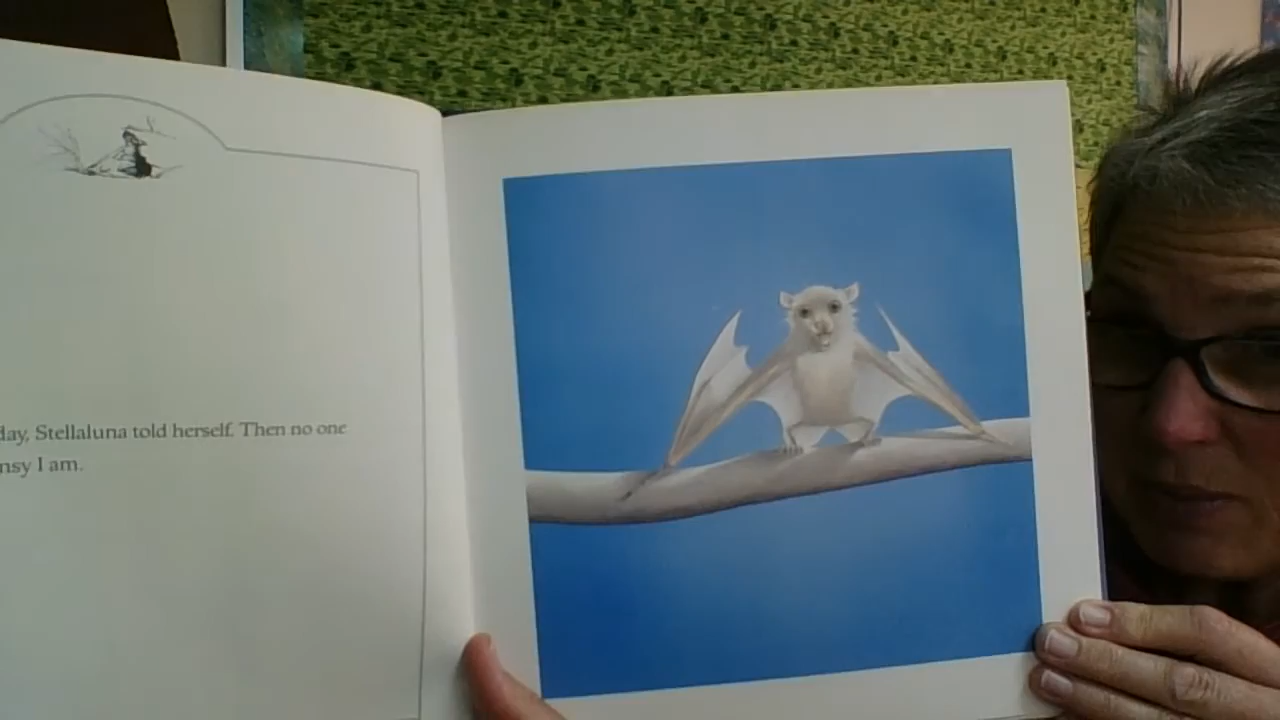 day, Stellaluna told herself. Then no one
nsy I am.